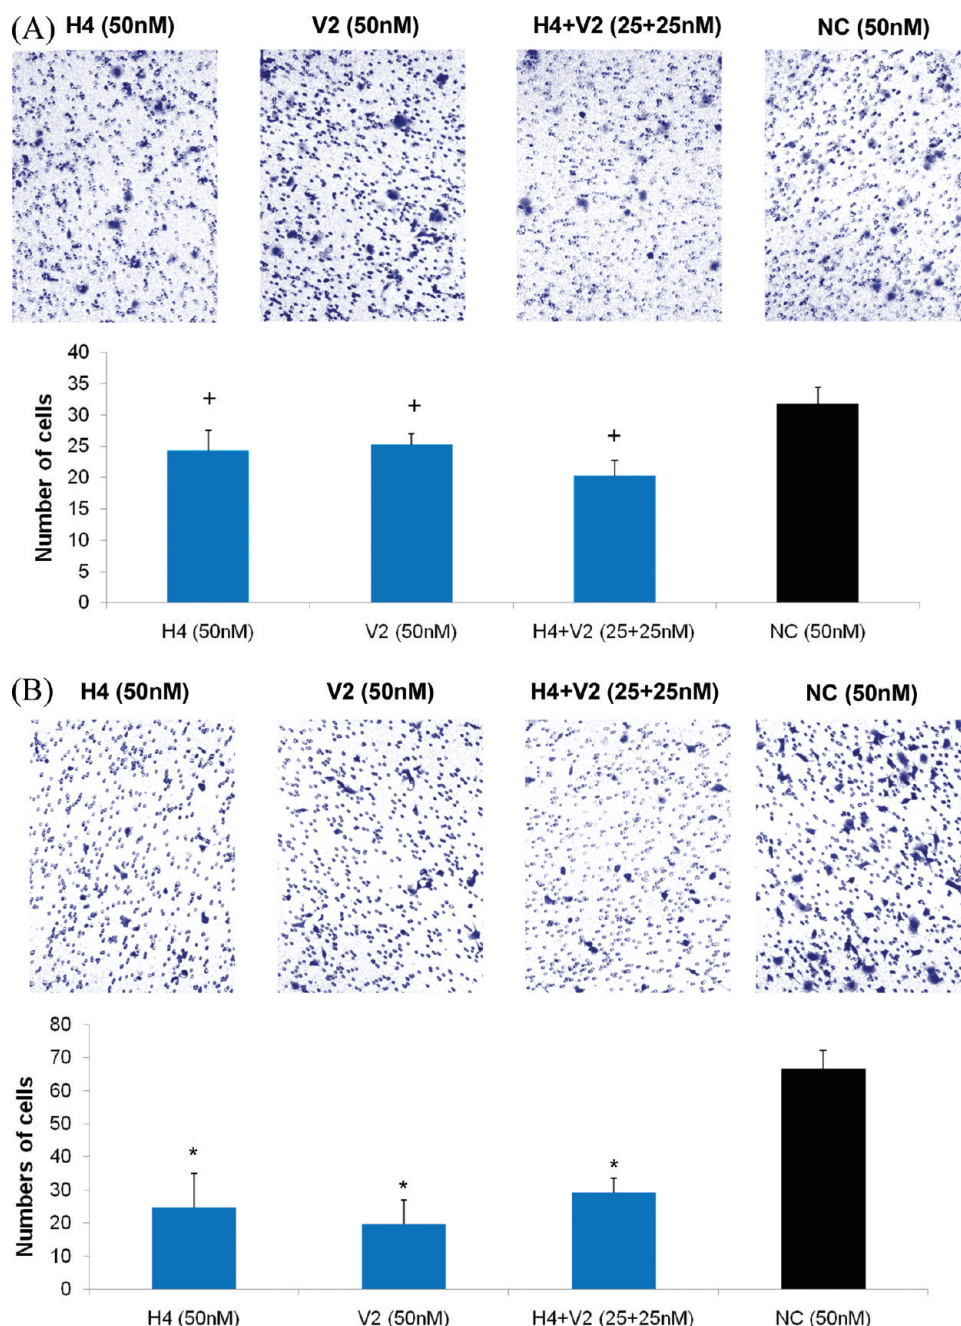 (A) H4 (50nM) V2 (50nM) H4+V2 (25+25nM) NC (50nM)
Number of cells
40
35
30
25
20
15
10
5
0
+ + +
H4 (50nM) V2 (50nM) H4+V2 (25+25nM) NC (50nM)
(B) H4 (50nM) V2 (50nM) H4+V2 (25+25nM) NC (50nM)
Numbers of cells
80
70
60
50
40
30
20
10
0
* * *
H4 (50nM) V2 (50nM) H4+V2 (25+25nM) NC (50nM)